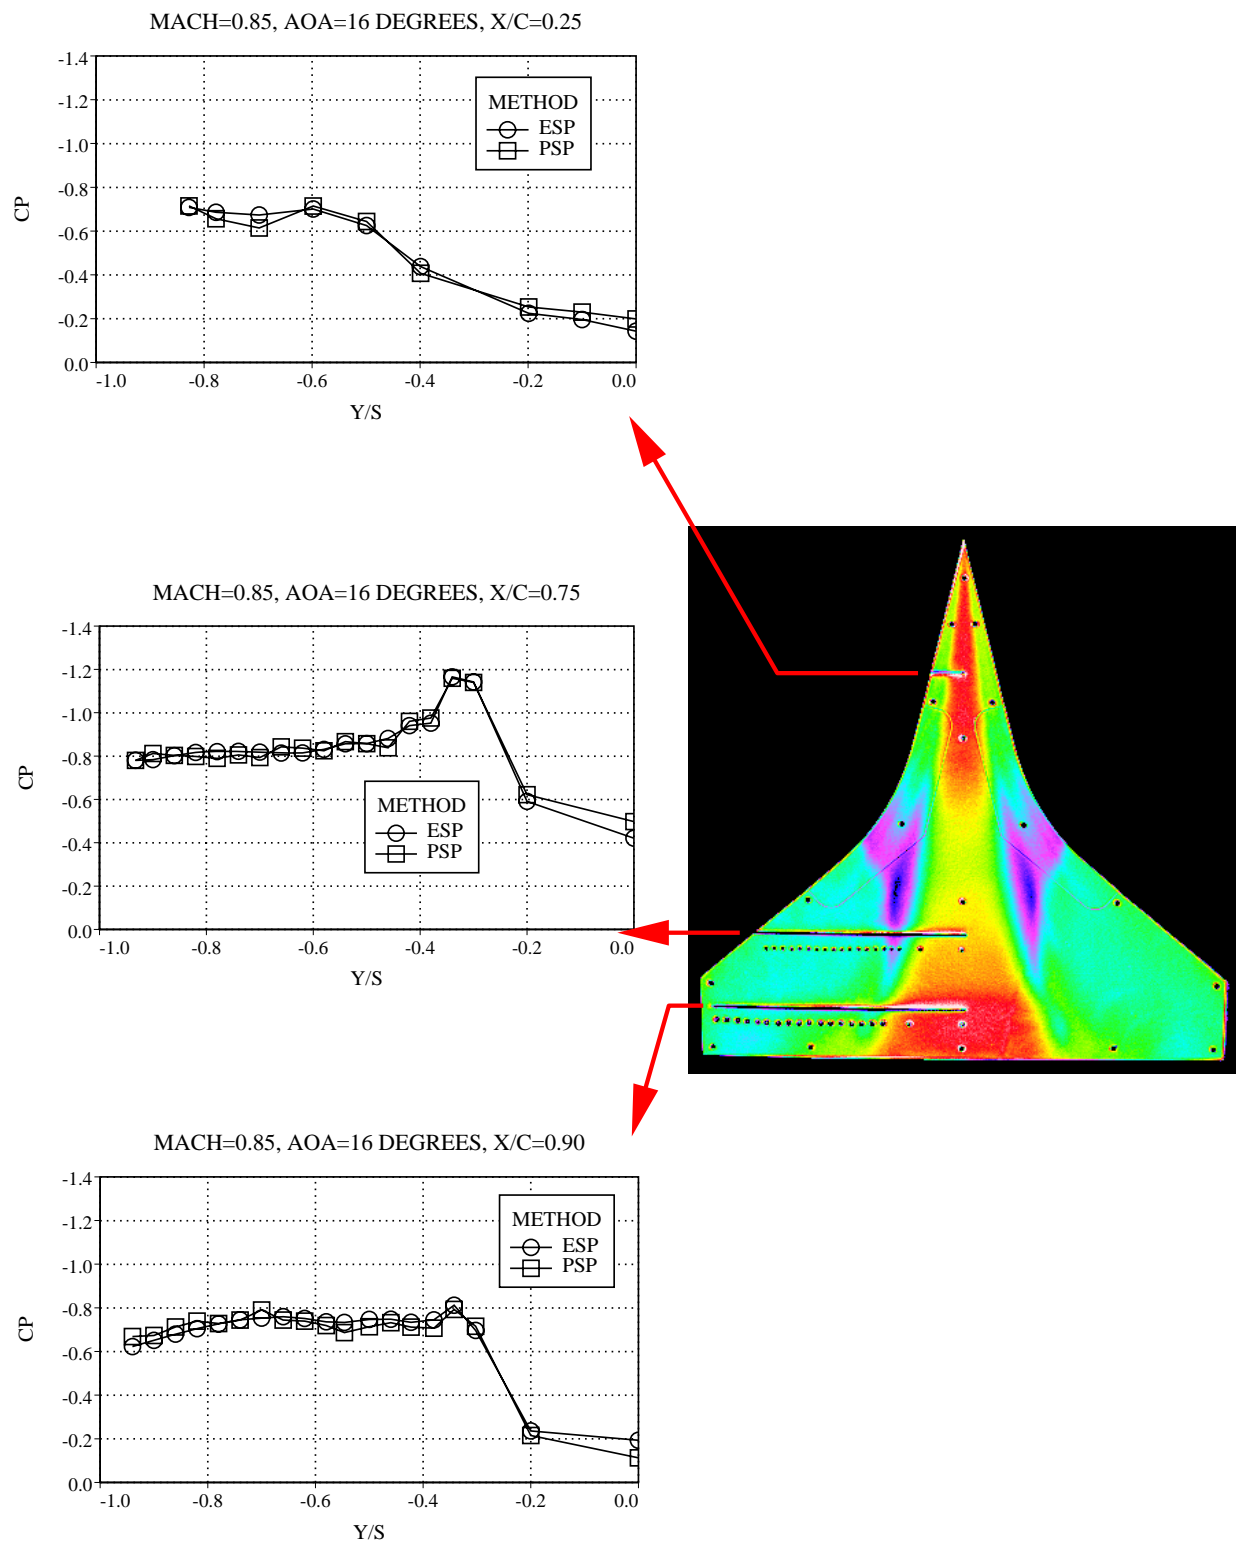 MACH=0.85, AOA=16 DEGREES, X/C=0.25
-1.4
-1.2
-1.0
-0.8
-0.6
-0.4
-0.2
0.0
CP
METHOD
ESP
PSP
-1.0 -0.8 -0.6 -0.4 -0.2 0.0
Y/S
MACH=0.85, AOA=16 DEGREES, X/C=0.75
-1.4
-1.2
-1.0
-0.8
-0.6
-0.4
-0.2
0.0
CP
METHOD
ESP
PSP
-1.0 -0.8 -0.6 -0.4 -0.2 0.0
Y/S
MACH=0.85, AOA=16 DEGREES, X/C=0.90
-1.4
-1.2
-1.0
-0.8
-0.6
-0.4
-0.2
0.0
CP
METHOD
ESP
PSP
-1.0 -0.8 -0.6 -0.4 -0.2 0.0
Y/S